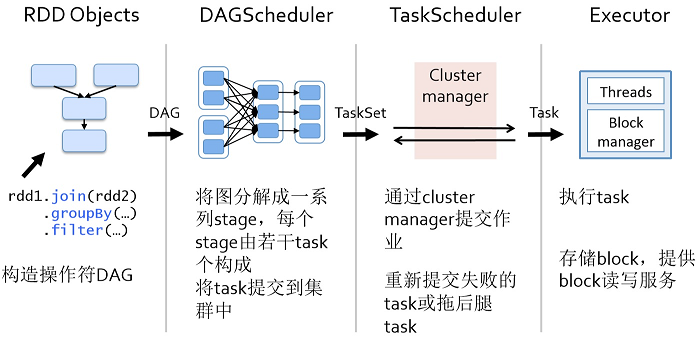 RDD Objects
DAGScheduler
TaskScheduler
Executor
DAG
TaskSet
Cluster
manager
Task
Threads
Block
manager
rdd1.join(rdd2)
.groupBy(…)
.filter(…)
构造操作符DAG
将图分解成一系
列stage，每个
stage由若干task
个构成
将task提交到集
群中
通过cluster
manager提交作
业
重新提交失败的
task或拖后腿
task
执行task
存储block，提供
block读写服务